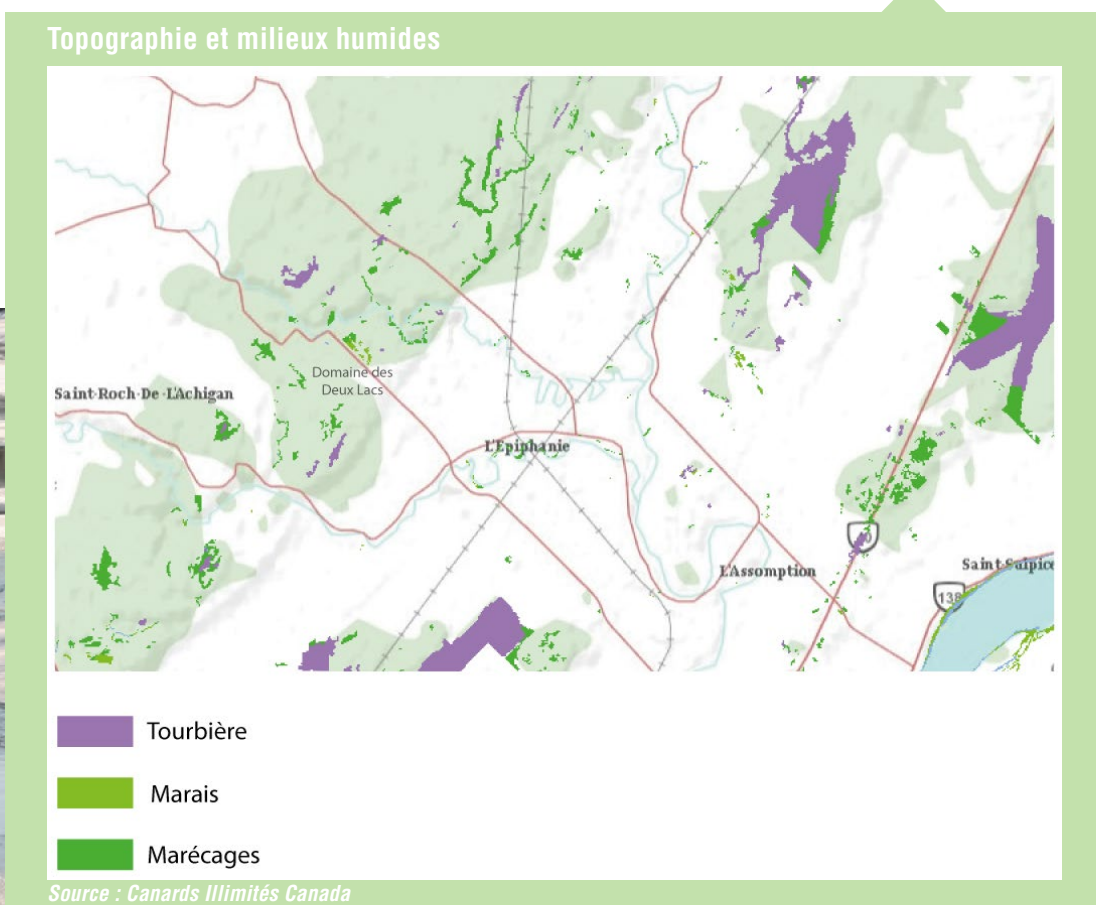 Topographie et milieux humides
Domaine des
Deux Lacs
Saint-Roch-De-L'Achigan
L'Epiphanie
L'Assomption
Saint-Sulpice
138
Tourbière
Marais
Marécages
Source : Canards Illimités Canada